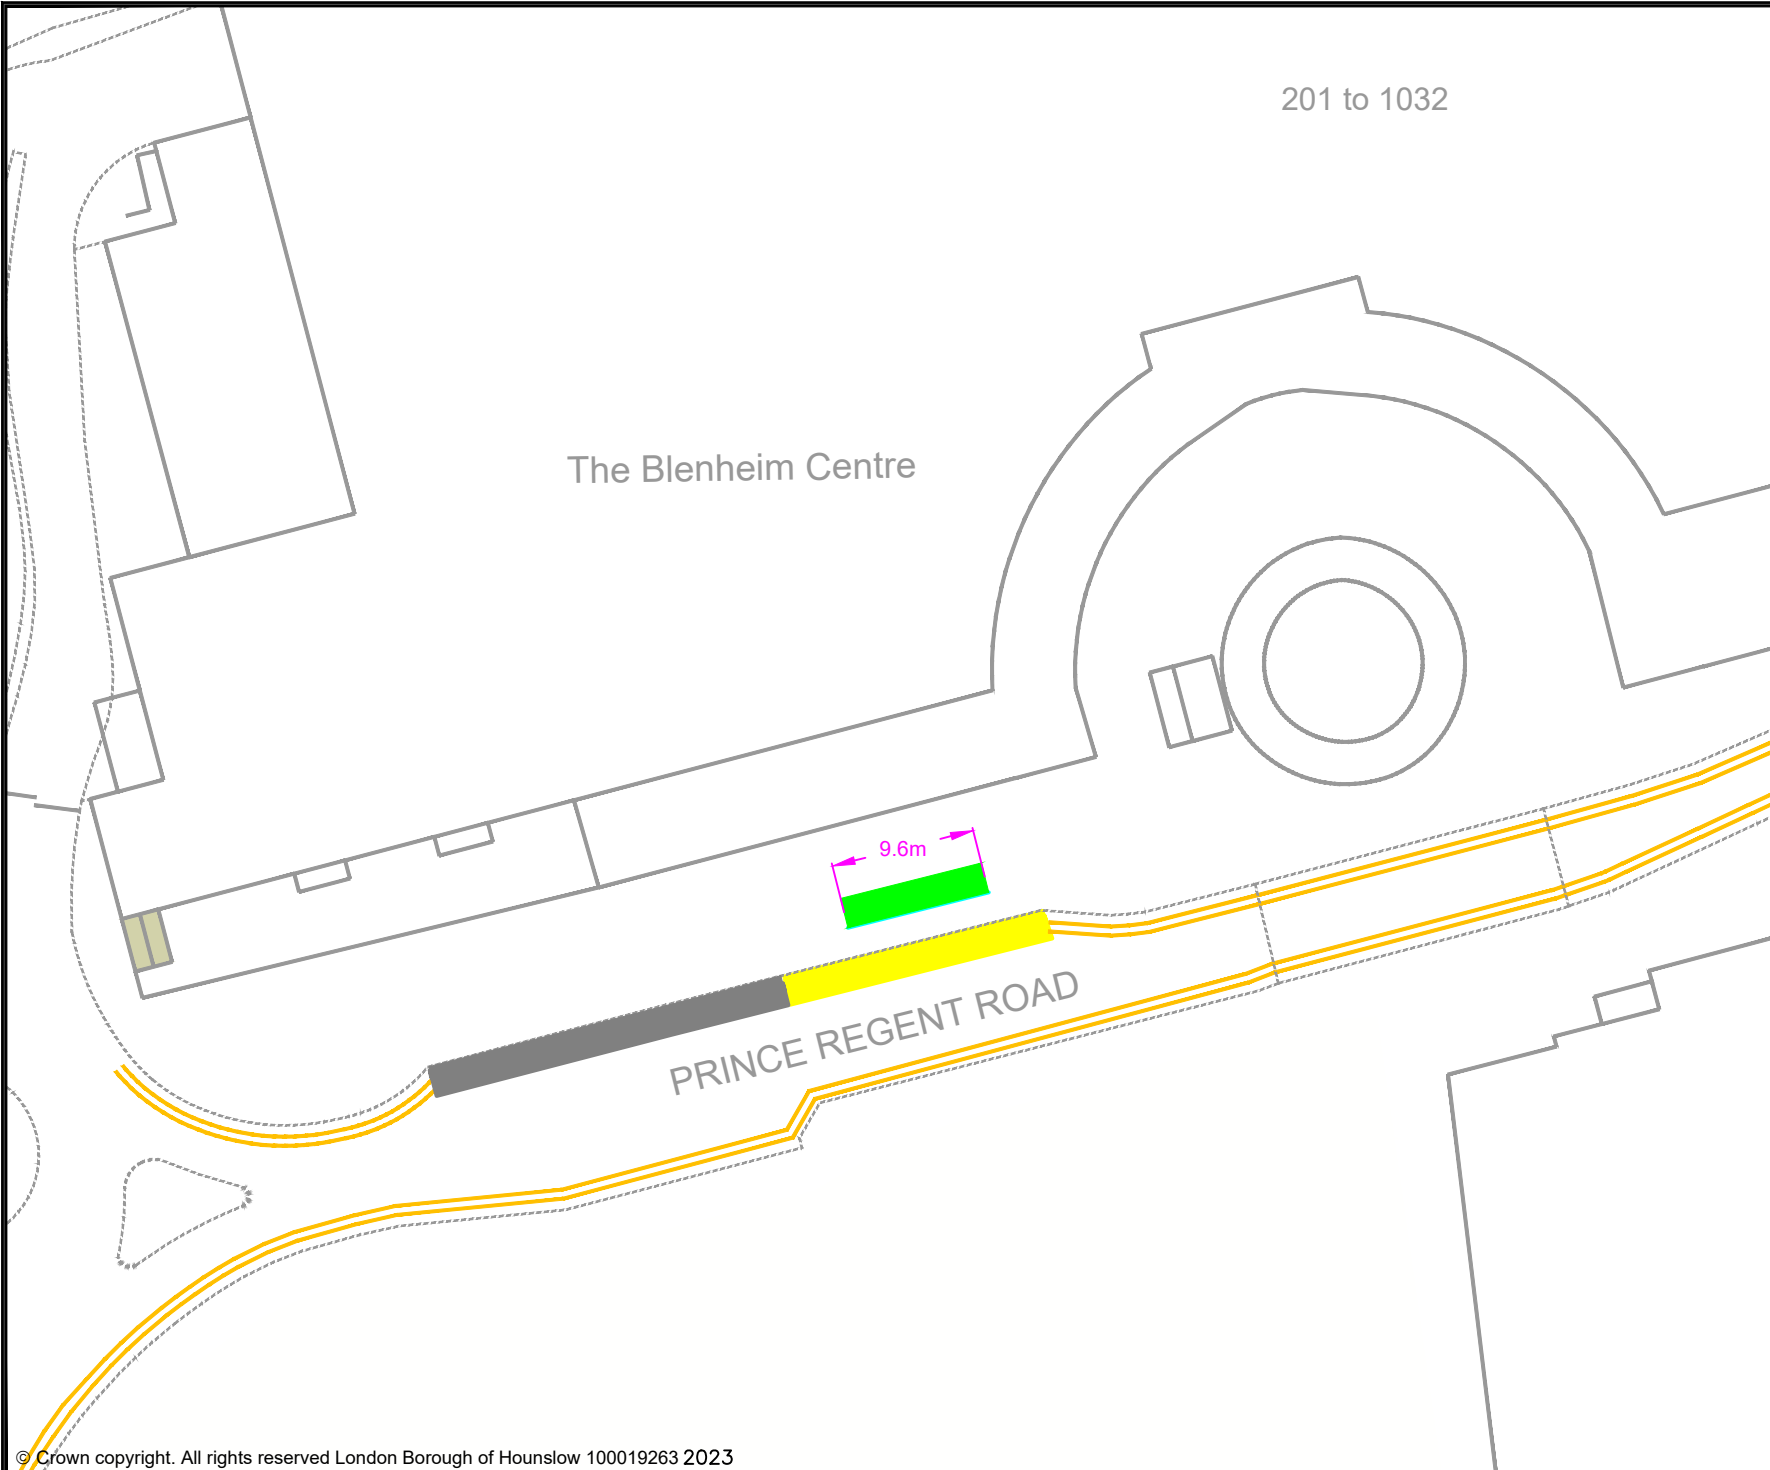 201 to 1032
The Blenheim Centre
9.6m
PRINCE REGENT ROAD
© Crown copyright. All rights reserved London Borough of Hounslow 100019263 2023